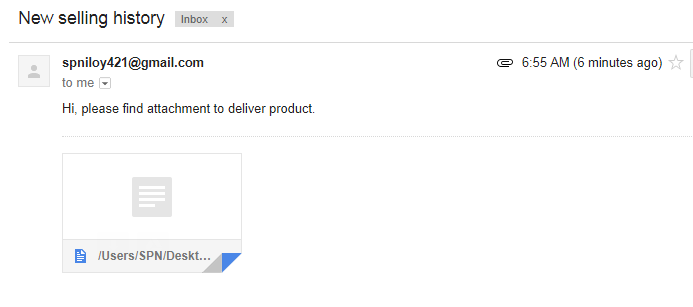 New selling history Inbox x
spniloy421@gmail.com 6:55 AM (6 minutes ago)
to me
Hi, please find attachment to deliver product.
/Users/SPN/Deskt...